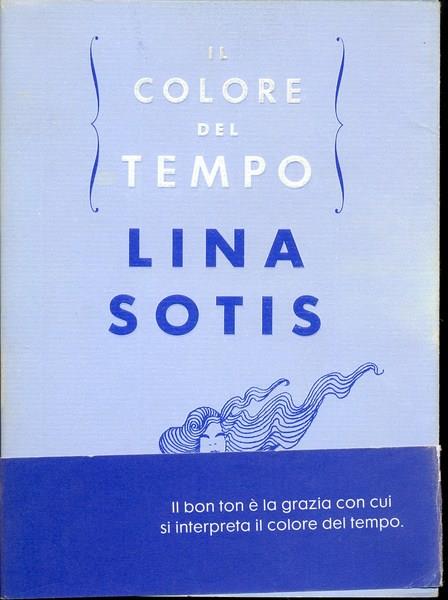 IL
COLORE
DEL
TEMPO
LINA
SOTIS
Il bon ton è la grazia con cui
si interpreta il colore del tempo.